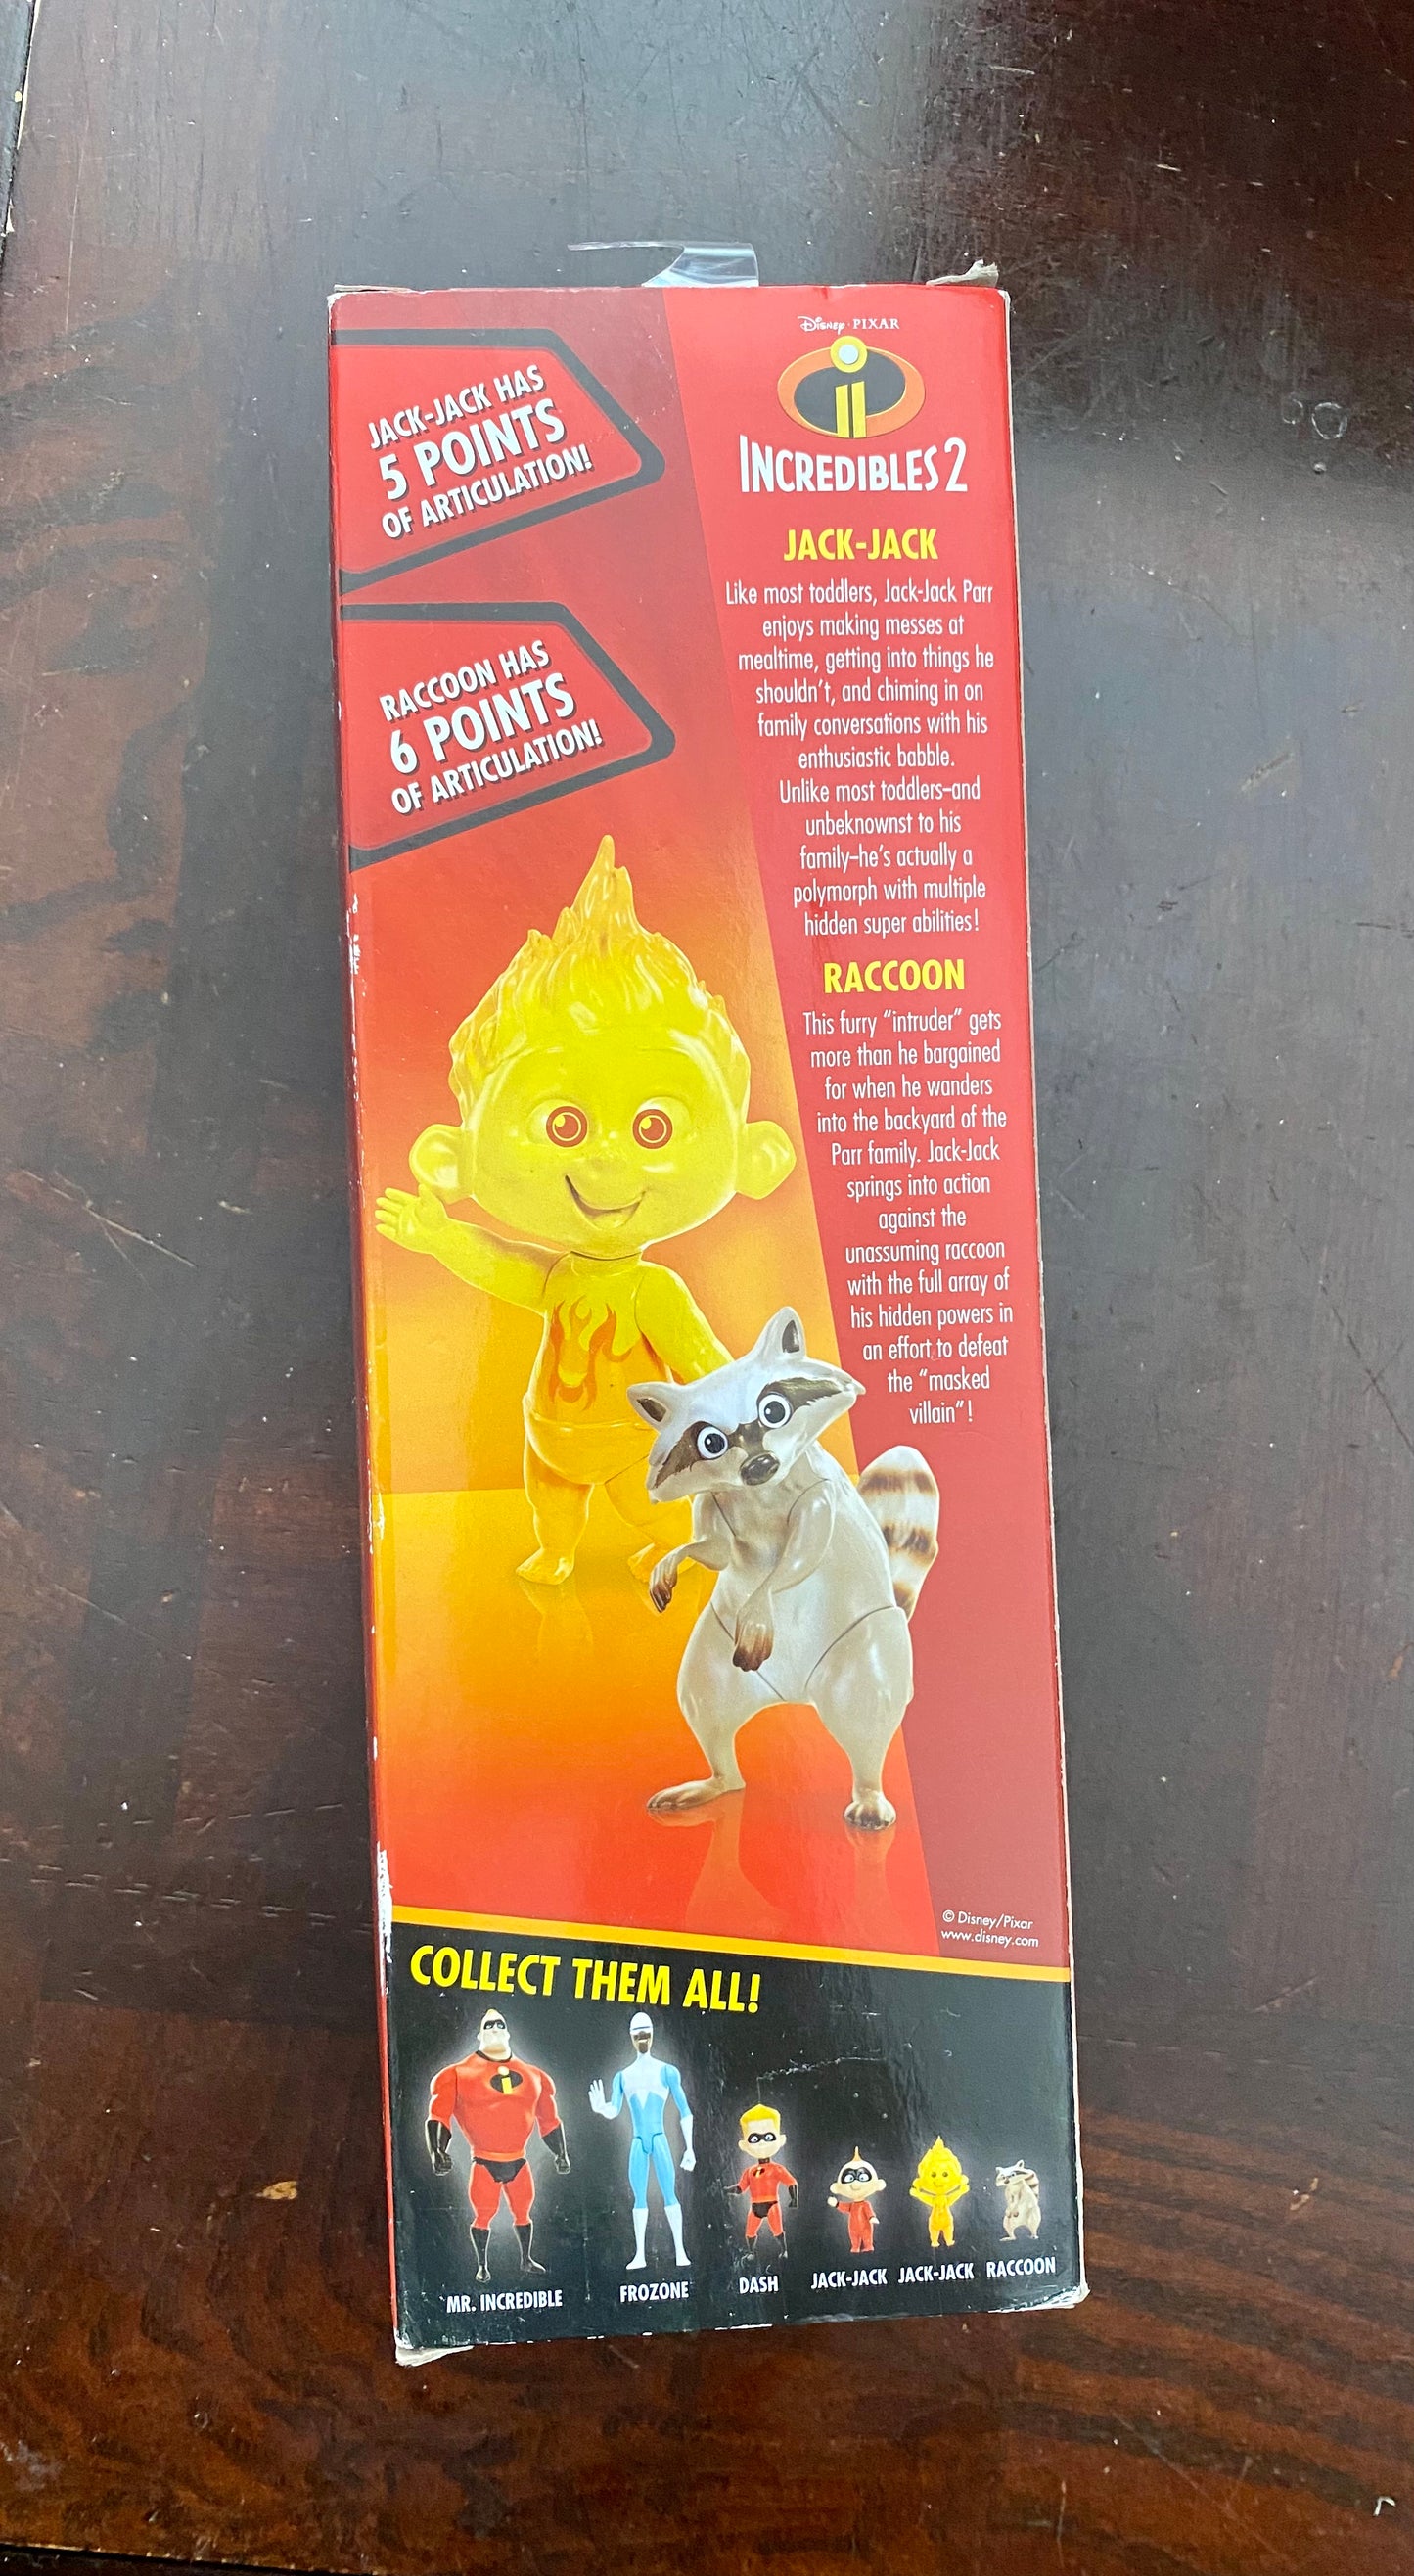 JACK-JACK HAS
5 POINTS
OF ARTICULATION!
RACCOON HAS
6 POINTS
OF ARTICULATION!
Disney · PIXAR
INCREDIBLES 2
JACK-JACK
Like most toddlers, Jack-Jack Parr
enjoys making messes at
mealtime, getting into things he
shouldn't, and chiming in on
family conversations with his
enthusiastic babble.
Unlike most toddlers–and
unbeknownst to his
family–he's actually a
polymorph with multiple
hidden super abilities!
RACCOON
This furry “intruder” gets
more than he bargained
for when he wanders
into the backyard of the
Parr family. Jack-Jack
springs into action
against the
unassuming raccoon
with the full array of
his hidden powers in
an effort to defeat
the “masked
villain”!
© Disney/Pixar
www.disney.com
COLLECT THEM ALL!
MR. INCREDIBLE
FROZONE
DASH
JACK-JACK
JACK-JACK
RACCOON